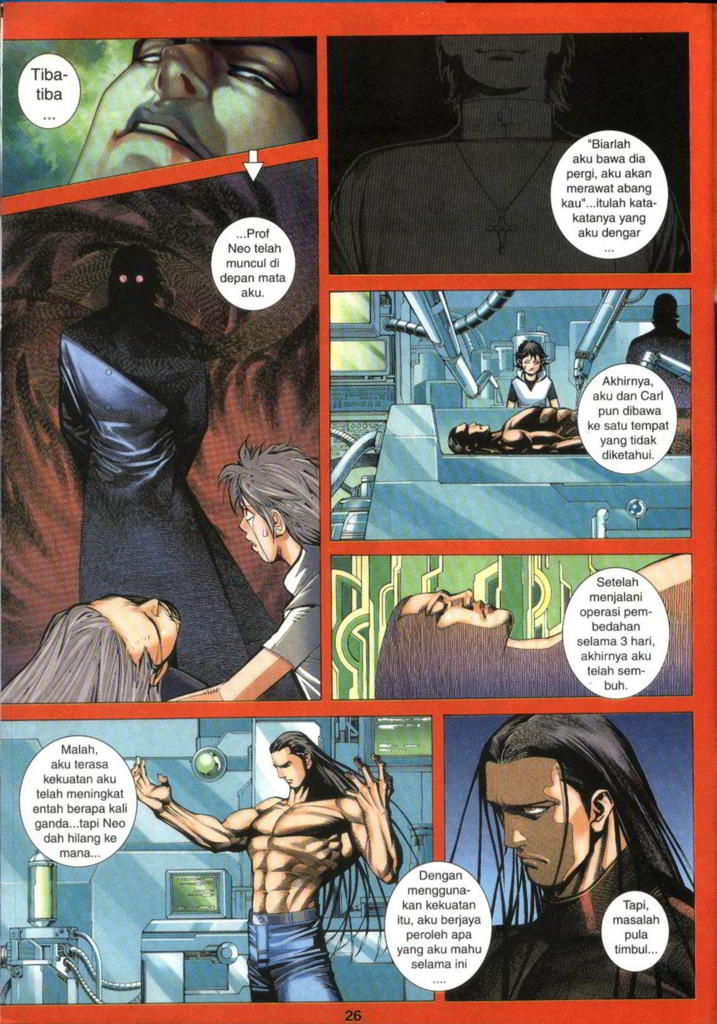 Tiba-
tiba
...
...Prof
Neo telah
muncul di
depan mata
aku.
"Biarlah
aku bawa dia
pergi, aku akan
merawat abang
kau"...itulah kata-
katanya yang
aku dengar
...
Akhirnya,
aku dan Carl
pun dibawa
ke satu tempat
yang tidak
diketahui.
Setelah
menjalani
operasi pem-
bedahan
selama 3 hari,
akhirnya aku
telah sem-
buh.
Malah,
aku terasa
kekuatan aku
telah meningkat
entah berapa kali
ganda...tapi Neo
dah hilang ke
mana...
Dengan
mengguna-
kan kekuatan
itu, aku berjaya
peroleh apa
yang aku mahu
selama ini
....
Tapi,
masalah
pula
timbul...
26